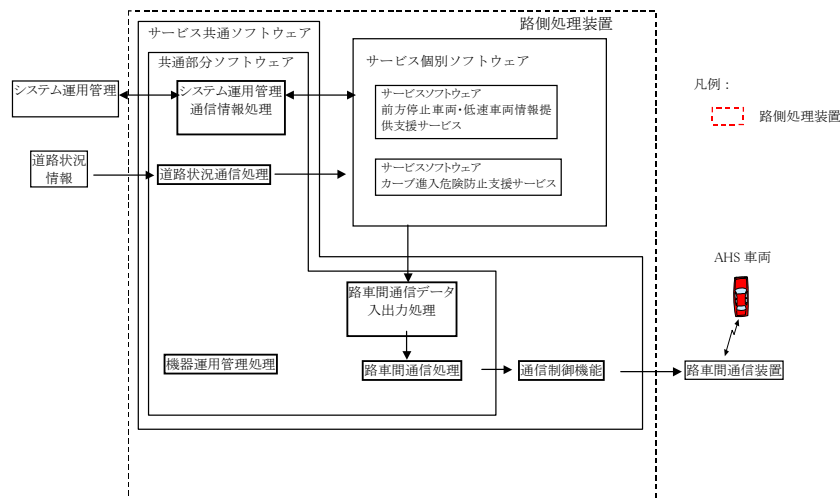 路側処理装置
サービス共通ソフトウェア
共通部分ソフトウェア
サービス個別ソフトウェア
システム運用管理
システム運用管理
通信情報処理
サービスソフトウェア
前方停止車両・低速車両情報提
供支援サービス
凡例：
路側処理装置
道路状況
情報
道路状況通信処理
サービスソフトウェア
カーブ進入危険防止支援サービス
AHS 車両
路車間通信データ
入出力処理
機器運用管理処理
路車間通信処理
通信制御機能
路車間通信装置